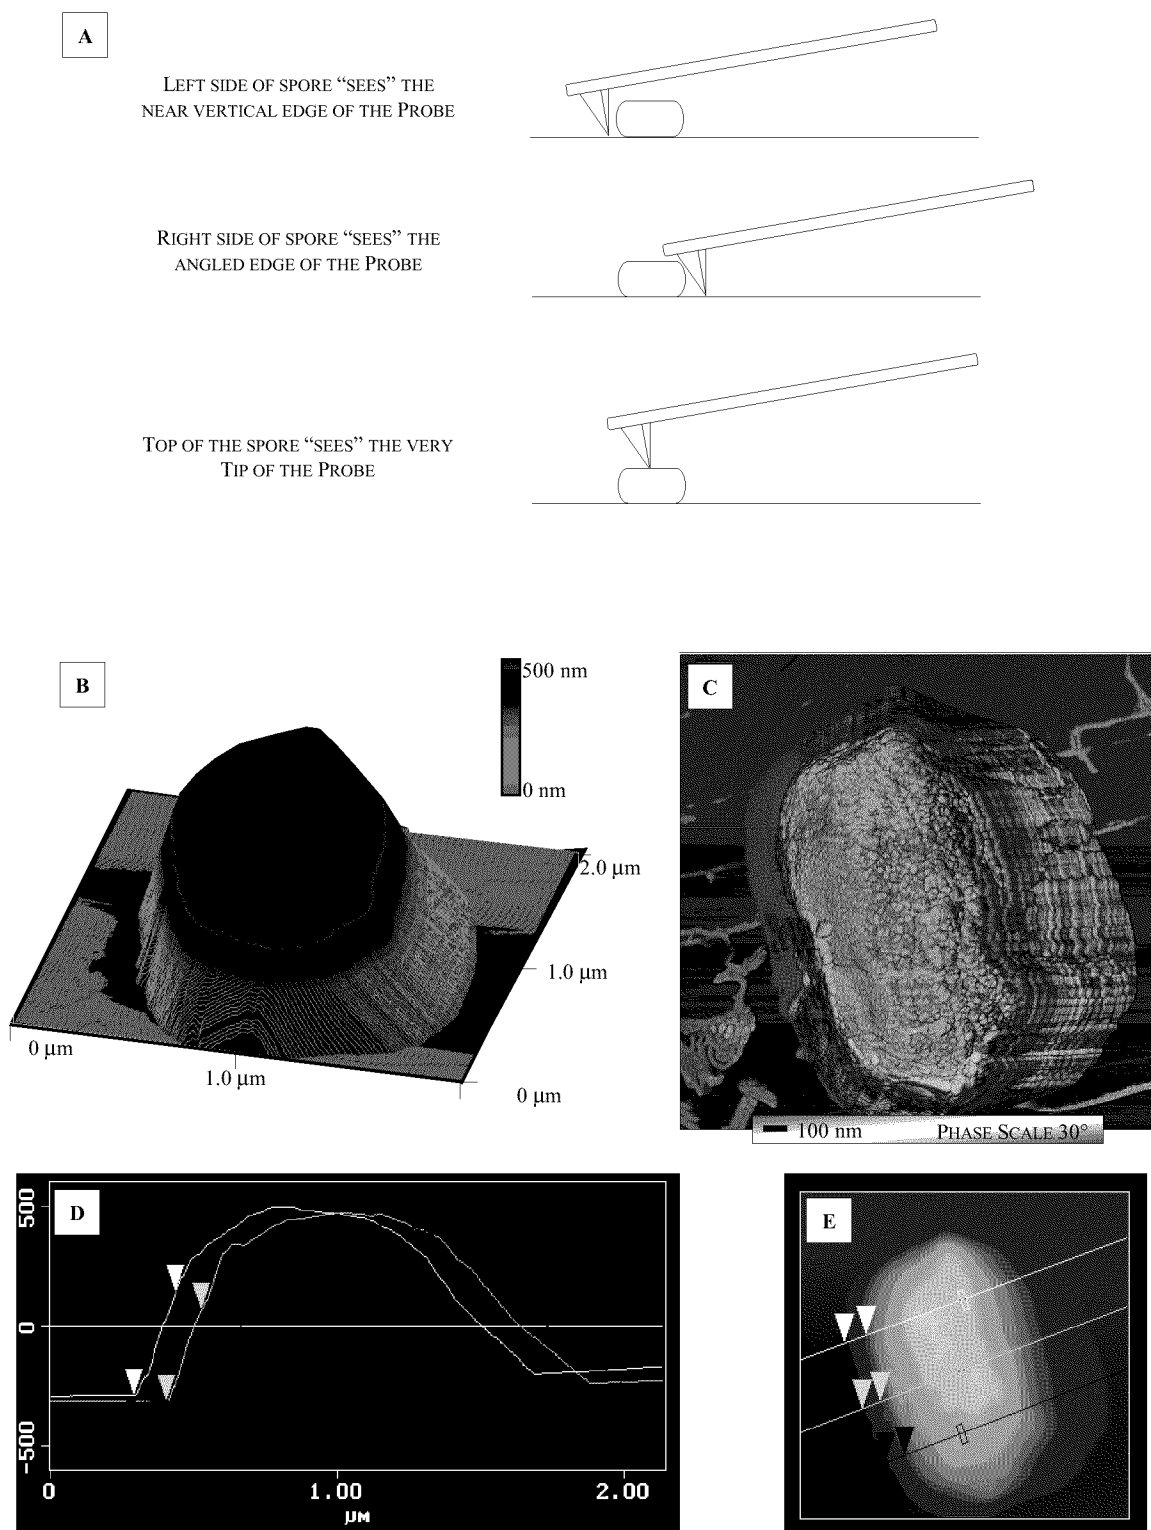 A
LEFT SIDE OF SPORE “SEES” THE
NEAR VERTICAL EDGE OF THE PROBE
RIGHT SIDE OF SPORE “SEES” THE
ANGLED EDGE OF THE PROBE
TOP OF THE SPORE “SEES” THE VERY
TIP OF THE PROBE
B
500 nm
0 nm
2.0 µm
1.0 µm
0 µm
1.0 µm
0 µm
C
100 nm PHASE SCALE 30°
D
500
0
-500
0 1.00 2.00
µM
E